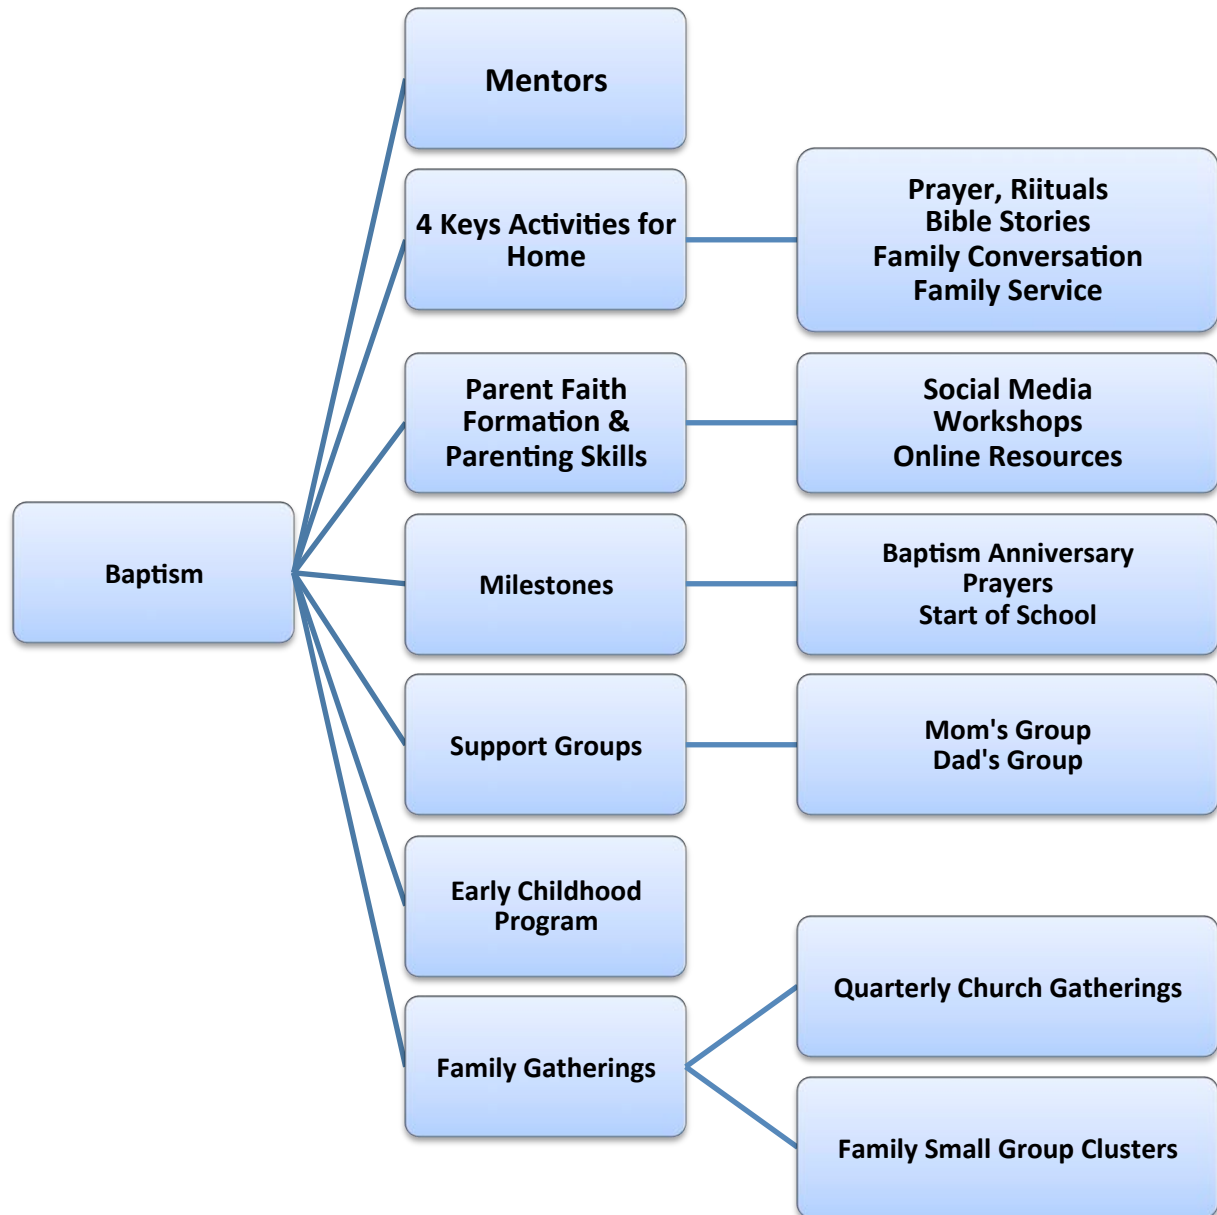 Mentors
4 Keys Activities for
Home
Prayer, Riituals
Bible Stories
Family Conversation
Family Service
Parent Faith
Formation &
Parenting Skills
Social Media
Workshops
Online Resources
Baptism
Milestones
Baptism Anniversary
Prayers
Start of School
Support Groups
Mom's Group
Dad's Group
Early Childhood
Program
Family Gatherings
Quarterly Church Gatherings
Family Small Group Clusters